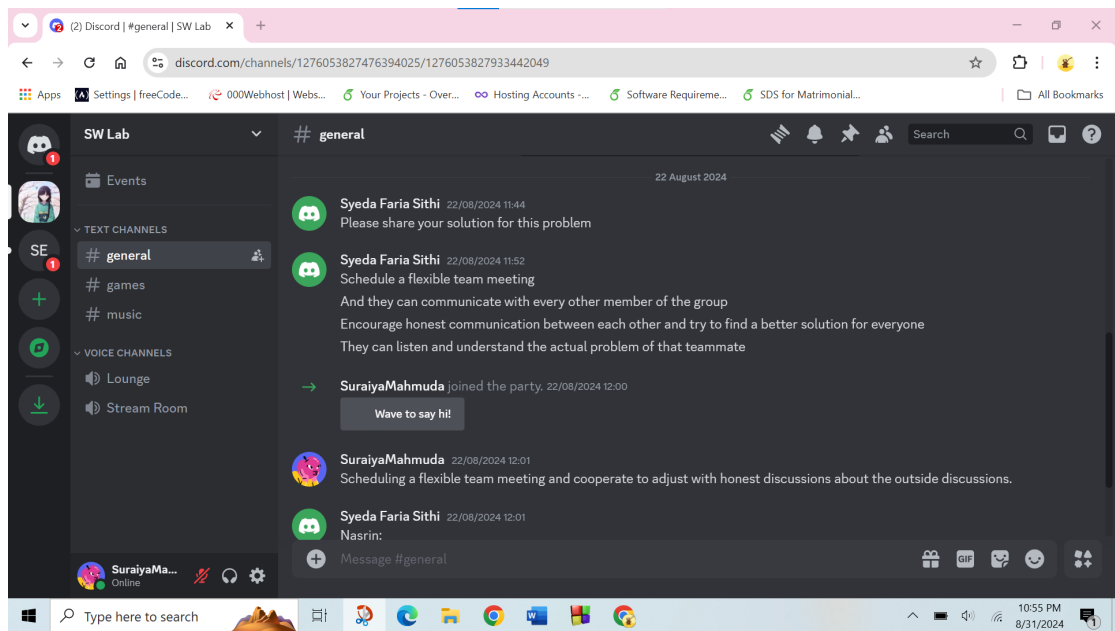 (2) Discord | #general | SW Lab
discord.com/channels/1276053827476394025/1276053827933442049
Apps Settings | freeCode... 000Webhost | Webs... Your Projects - Over... Hosting Accounts -... Software Requireme... SDS for Matrimonial... All Bookmarks
SW Lab
# general
Search
1
Events
22 August 2024
Syeda Faria Sithi 22/08/2024 11:44
Please share your solution for this problem
TEXT CHANNELS
SE
1
# general
# games
# music
Syeda Faria Sithi 22/08/2024 11:52
Schedule a flexible team meeting
And they can communicate with every other member of the group
Encourage honest communication between each other and try to find a better solution for everyone
They can listen and understand the actual problem of that teammate
VOICE CHANNELS
Lounge
Stream Room
SuraiyaMahmuda joined the party. 22/08/2024 12:00
Wave to say hi!
SuraiyaMahmuda 22/08/2024 12:01
Scheduling a flexible team meeting and cooperate to adjust with honest discussions about the outside discussions.
Syeda Faria Sithi 22/08/2024 12:01
Nasrin:
Message #general
GIF
SuraiyaMa...
Online
Type here to search
10:55 PM
8/31/2024
1